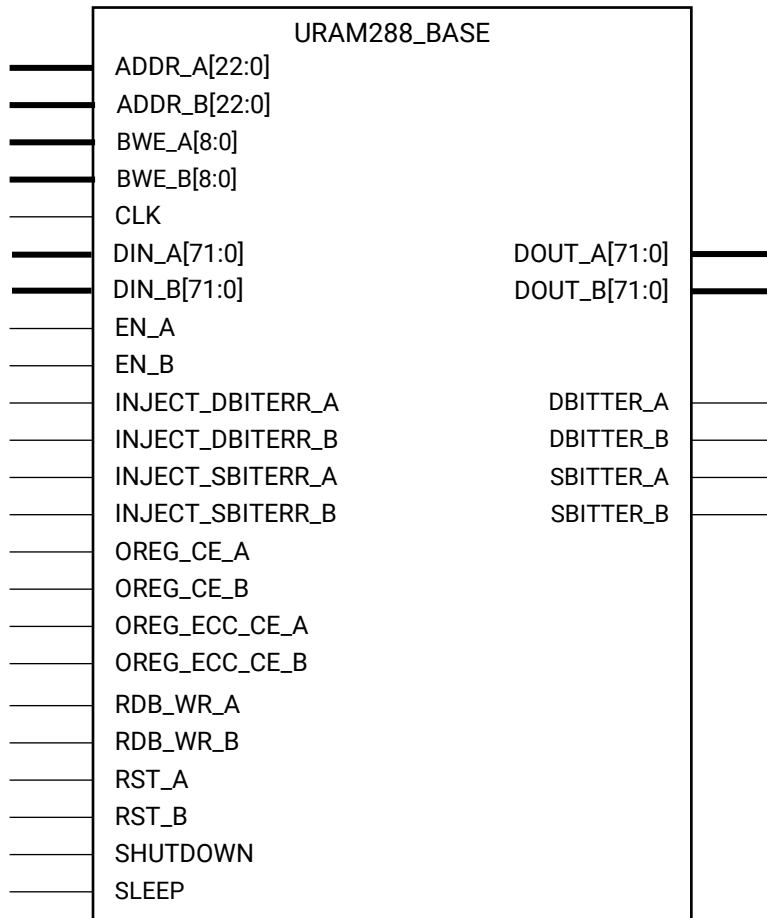 URAM288_BASE
ADDR_A[22:0]
ADDR_B[22:0]
BWE_A[8:0]
BWE_B[8:0]
CLK
DIN_A[71:0] DOUT_A[71:0]
DIN_B[71:0] DOUT_B[71:0]
EN_A
EN_B
INJECT_DBITERR_A DBITTER_A
INJECT_DBITERR_B DBITTER_B
INJECT_SBITERR_A SBITTER_A
INJECT_SBITERR_B SBITTER_B
OREG_CE_A
OREG_CE_B
OREG_ECC_CE_A
OREG_ECC_CE_B
RDB_WR_A
RDB_WR_B
RST_A
RST_B
SHUTDOWN
SLEEP